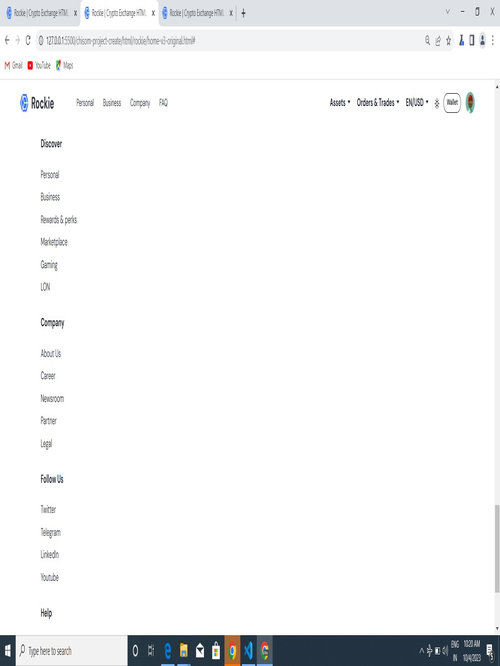 Rockie | Crypto Exchange HTML
Rockie | Crypto Exchange HTML
Rockie | Crypto Exchange HTML
127.0.0.1:5500/chisom-project-create/html/rockie/home-v3-original.html#
Gmail YouTube Maps
Rockie Personal Business Company FAQ Assets Orders & Trades EN/USD Wallet
Discover
Personal
Business
Rewards & perks
Marketplace
Gaming
LON
Company
About Us
Career
Newsroom
Partner
Legal
Follow Us
Twitter
Telegram
LinkedIn
Youtube
Help
Type here to search
ENG 10:20 AM
IN 10/4/2023